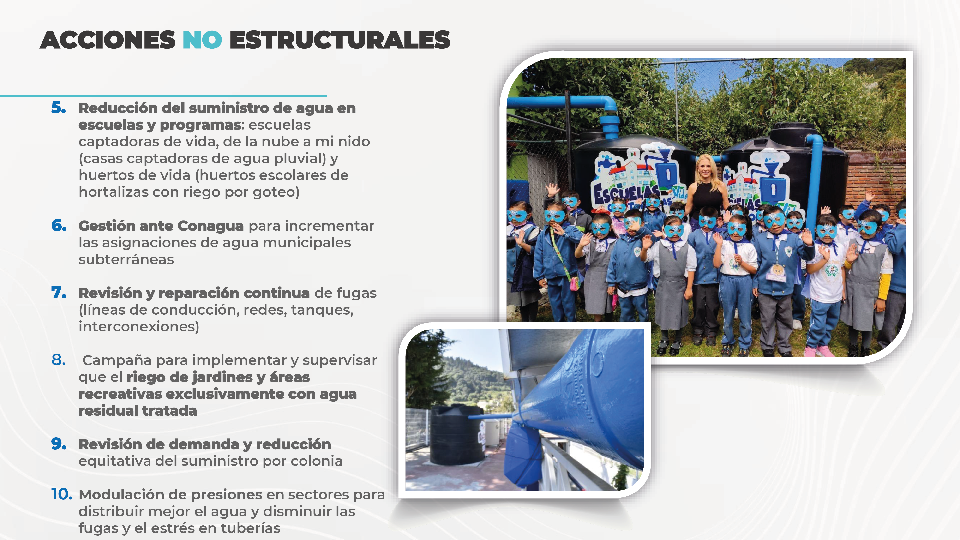 ACCIONES NO ESTRUCTURALES
5. Reducción del suministro de agua en
escuelas y programas: escuelas
captadoras de vida, de la nube a mi nido
(casas captadoras de agua pluvial) y
huertos de vida (huertos escolares de
hortalizas con riego por goteo)
6. Gestión ante Conagua para incrementar
las asignaciones de agua municipales
subterráneas
7. Revisión y reparación continua de fugas
(líneas de conducción, redes, tanques,
interconexiones)
8. Campaña para implementar y supervisar
que el riego de jardines y áreas
recreativas exclusivamente con agua
residual tratada
9. Revisión de demanda y reducción
equitativa del suministro por colonia
10. Modulación de presiones en sectores para
distribuir mejor el agua y disminuir las
fugas y el estrés en tuberías
ESCUELAS